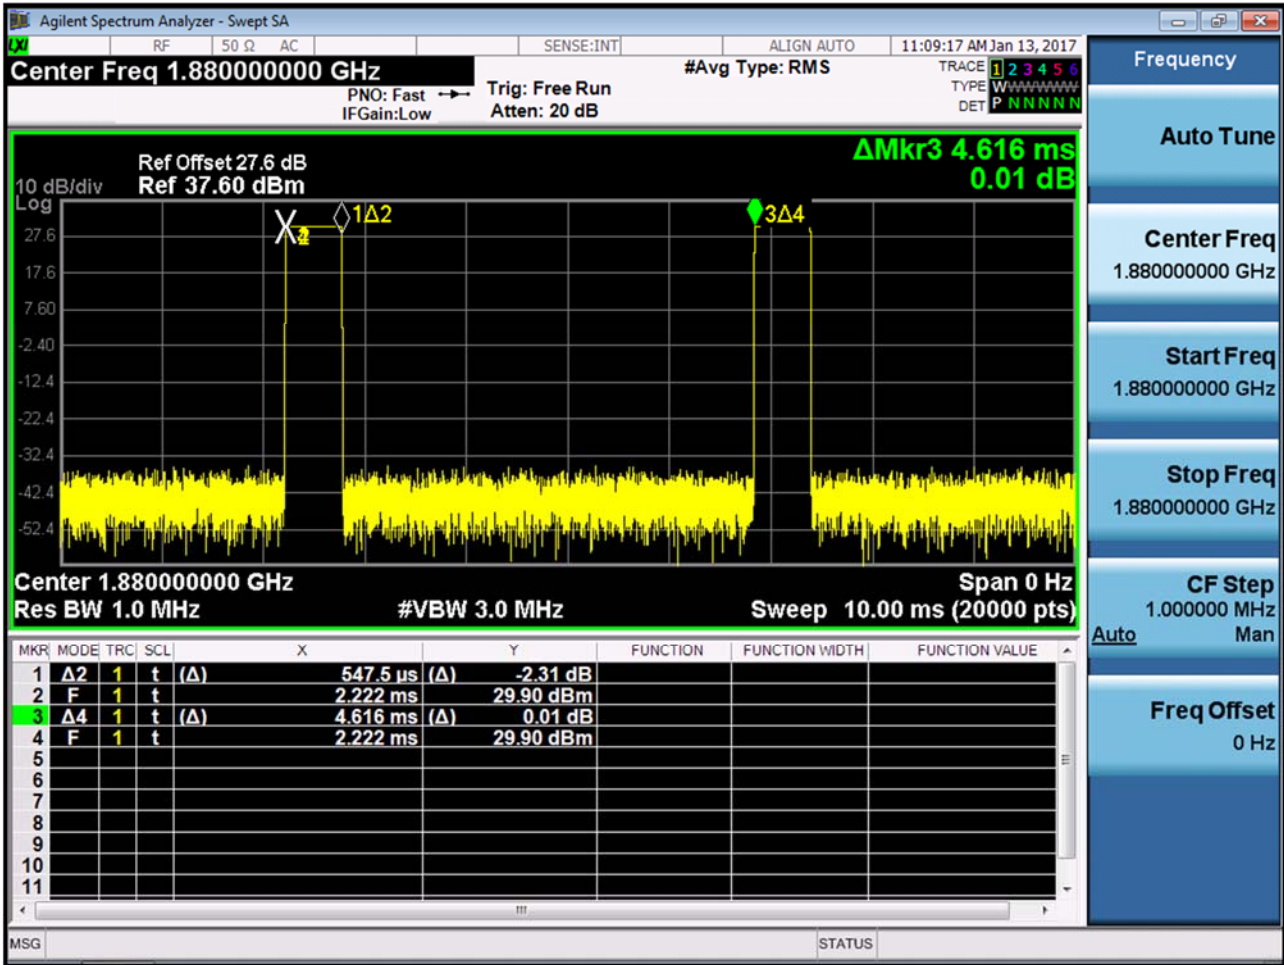 Agilent Spectrum Analyzer - Swept SA
LXI RF 50 Ω AC SENSE:INT ALIGN AUTO 11:09:17 AM Jan 13, 2017
Center Freq 1.880000000 GHz
PNO: Fast
IFGain:Low
Trig: Free Run
Atten: 20 dB
#Avg Type: RMS
TRACE 1 2 3 4 5 6
TYPE WWWWWW
DET P N N N N N
ΔMkr3 4.616 ms
0.01 dB
Ref Offset 27.6 dB
10 dB/div Ref 37.60 dBm
Log
1Δ2
3Δ4
27.6
17.6
7.60
-2.40
-12.4
-22.4
-32.4
-42.4
-52.4
Center 1.880000000 GHz Span 0 Hz
Res BW 1.0 MHz #VBW 3.0 MHz Sweep 10.00 ms (20000 pts)
MKR MODE TRC SCL X Y FUNCTION FUNCTION WIDTH FUNCTION VALUE
1 Δ2 1 t (Δ) 547.5 µs (Δ) -2.31 dB
2 F 1 t 2.222 ms 29.90 dBm
3 Δ4 1 t (Δ) 4.616 ms (Δ) 0.01 dB
4 F 1 t 2.222 ms 29.90 dBm
5
6
7
8
9
10
11
MSG STATUS
Frequency
Auto Tune
Center Freq
1.880000000 GHz
Start Freq
1.880000000 GHz
Stop Freq
1.880000000 GHz
CF Step
1.000000 MHz
Auto Man
Freq Offset
0 Hz